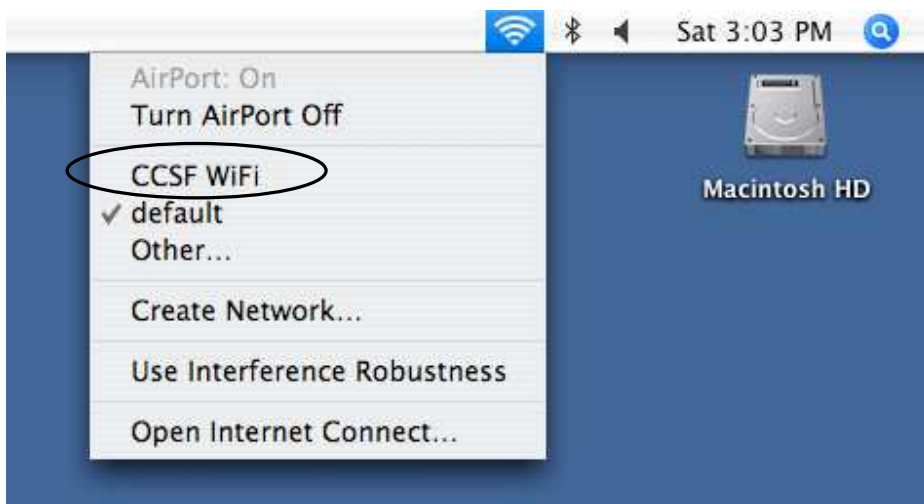 Sat 3:03 PM
AirPort: On
Turn AirPort Off
CCSF WiFi
default
Other...
Create Network...
Use Interference Robustness
Open Internet Connect...
Macintosh HD